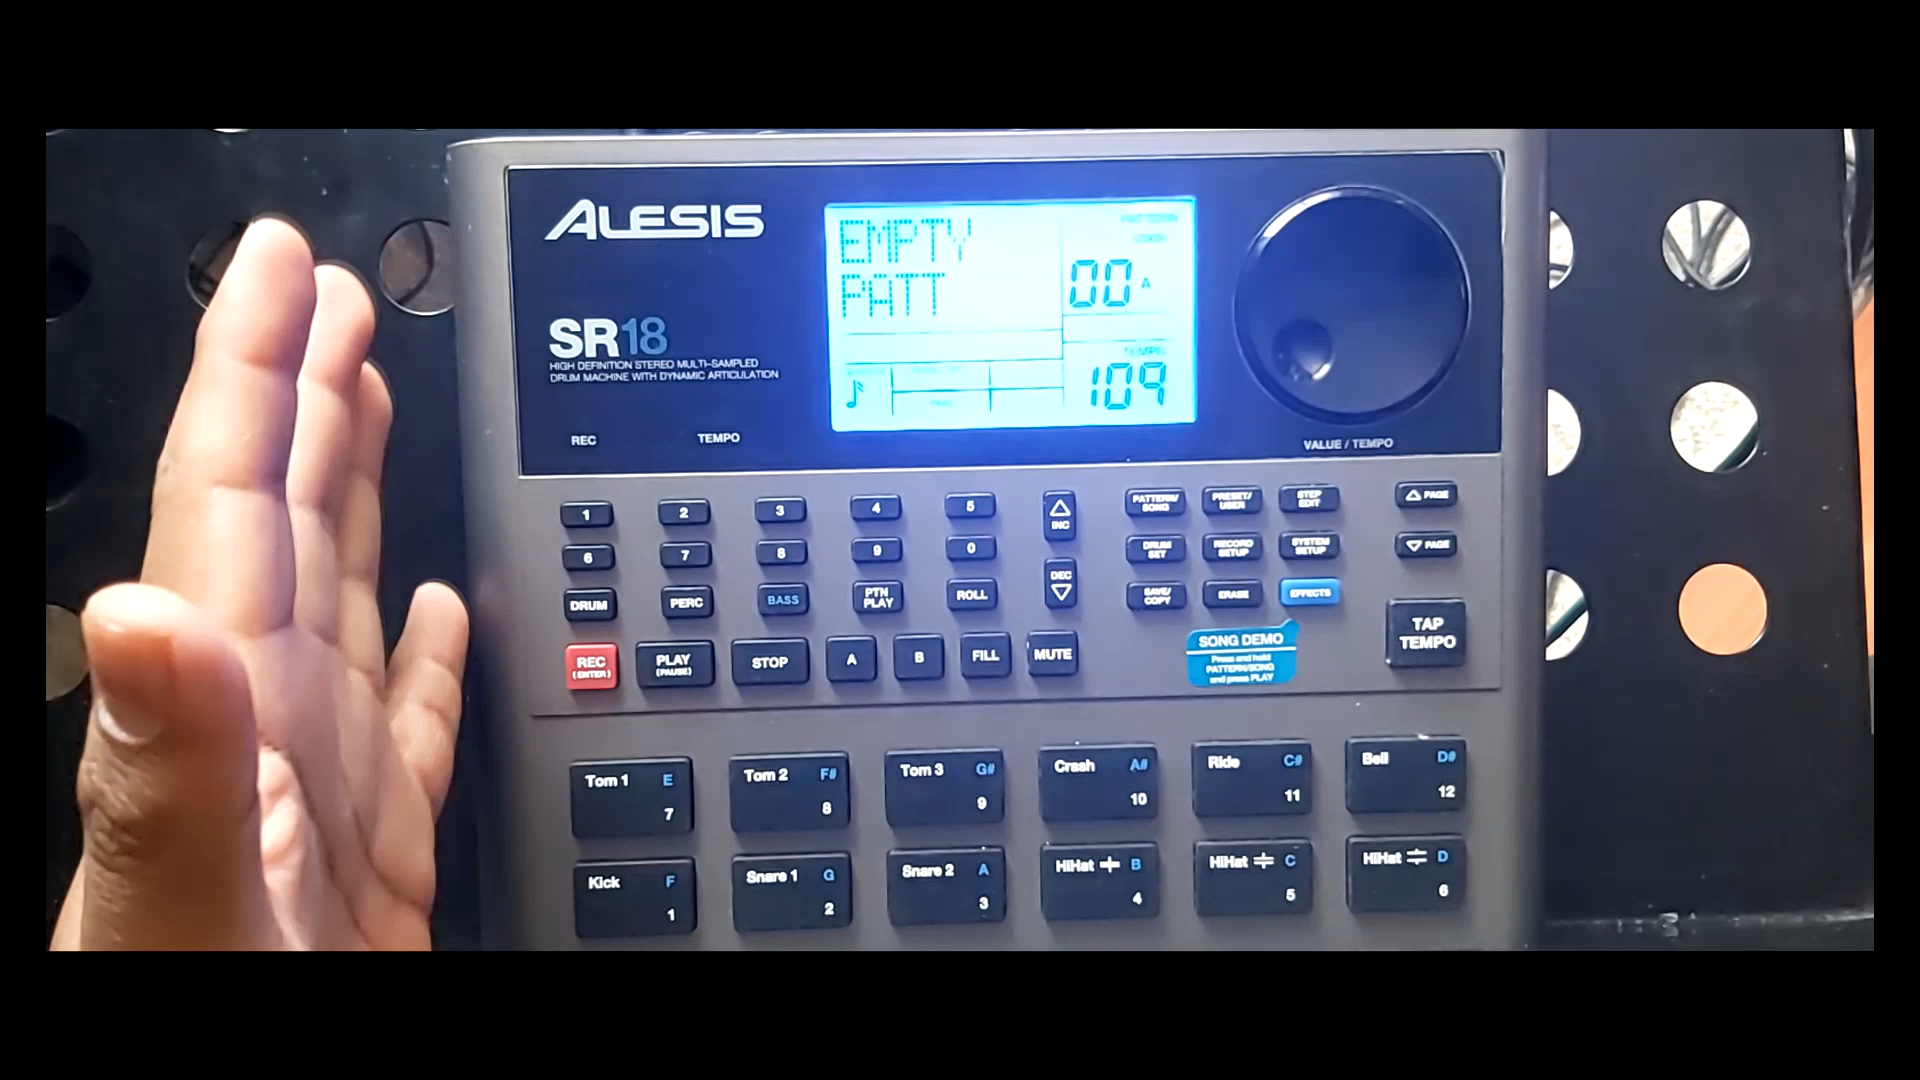 ALESIS
SR18
HIGH DEFINITION STEREO MULTI-SAMPLED
DRUM MACHINE WITH DYNAMIC ARTICULATION
REC
TEMPO
EMPTY
PATT
PATTERN
USER
00 A
TEMPO
109
VALUE / TEMPO
1 2 3 4 5
INC
6 7 8 9 0
DEC
DRUM PERC BASS PTN PLAY ROLL
REC (ENTER)
PLAY (PAUSE)
STOP
A
B
FILL
MUTE
PATTERN/SONG
PRESET/USER
STEP EDIT
PAGE
DRUM SET
RECORD SETUP
SYSTEM SETUP
PAGE
SAVE/COPY
ERASE
EFFECTS
TAP TEMPO
SONG DEMO
Press and hold
PATTERN/SONG
and press PLAY
Tom 1 E 7
Tom 2 F# 8
Tom 3 G# 9
Crash A# 10
Ride C# 11
Bell D# 12
Kick F 1
Snare 1 G 2
Snare 2 A 3
HiHat B 4
HiHat C 5
HiHat D 6